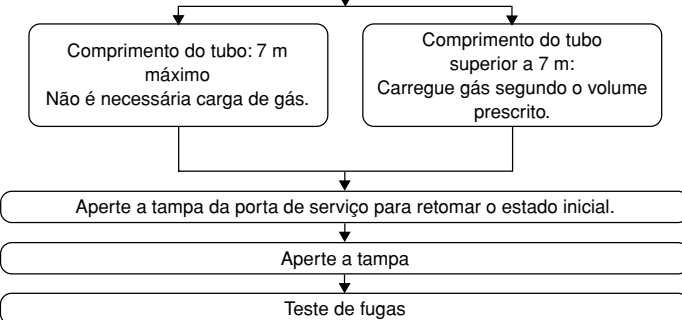 Comprimento do tubo: 7 m
máximo
Não é necessária carga de gás.
Comprimento do tubo
superior a 7 m:
Carregue gás segundo o volume
prescrito.
Aperte a tampa da porta de serviço para retomar o estado inicial.
Aperte a tampa
Teste de fugas